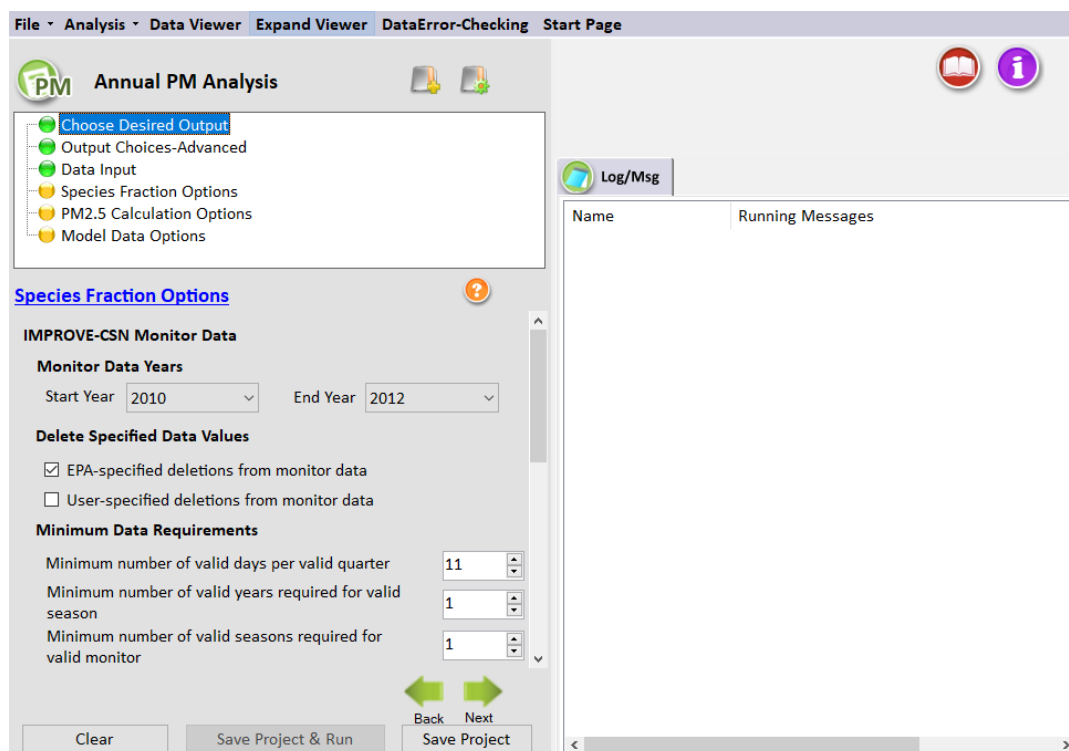 File Analysis Data Viewer Expand Viewer DataError-Checking Start Page
PM Annual PM Analysis
Choose Desired Output
Output Choices-Advanced
Data Input
Species Fraction Options
PM2.5 Calculation Options
Model Data Options
Species Fraction Options
?
IMPROVE-CSN Monitor Data
Monitor Data Years
Start Year 2010 End Year 2012
Delete Specified Data Values
EPA-specified deletions from monitor data
User-specified deletions from monitor data
Minimum Data Requirements
Minimum number of valid days per valid quarter 11
Minimum number of valid years required for valid
season 1
Minimum number of valid seasons required for
valid monitor 1
Back Next
Clear Save Project & Run Save Project
i
Log/Msg
Name Running Messages